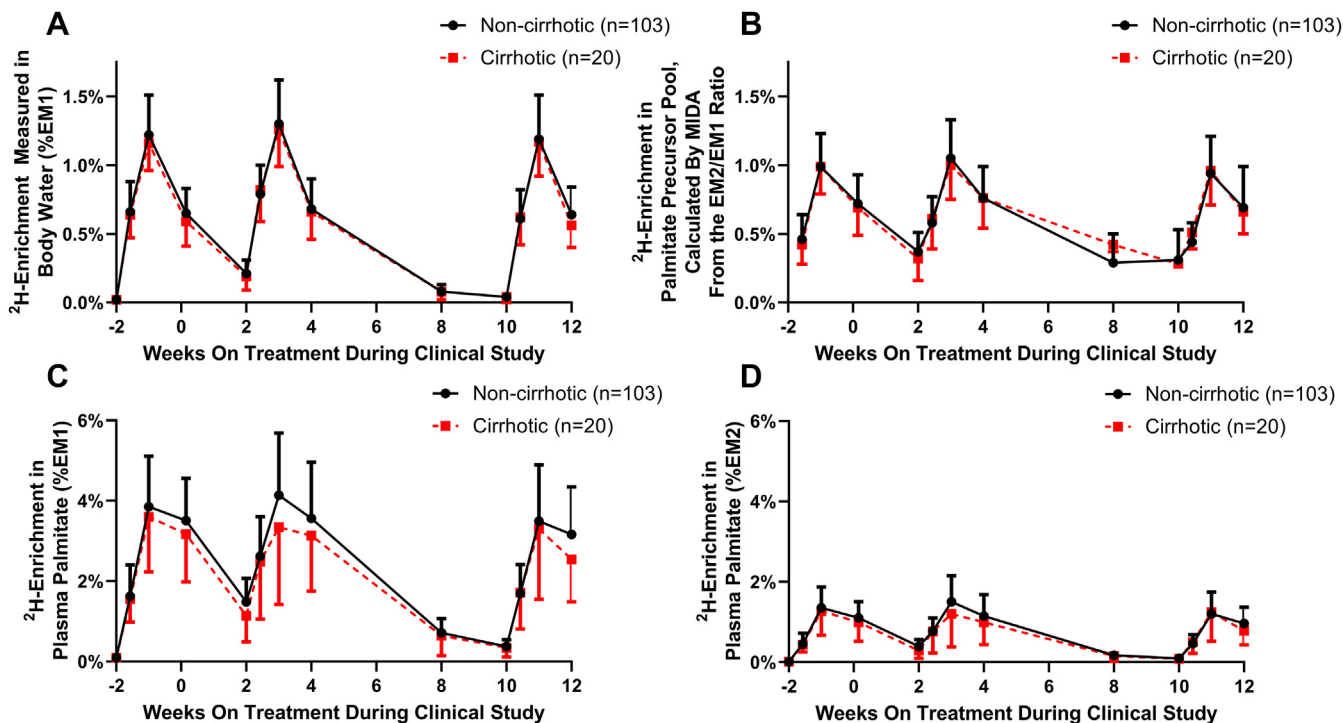 A
Non-cirrhotic (n=103)
Cirrhotic (n=20)
²H-Enrichment Measured in
Body Water (%EM1)
1.5%
1.0%
0.5%
0.0%
-2 0 2 4 6 8 10 12
Weeks On Treatment During Clinical Study
B
Non-cirrhotic (n=103)
Cirrhotic (n=20)
²H-Enrichment in
Palmitate Precursor Pool,
Calculated By MIDA
From the EM2/EM1 Ratio
1.5%
1.0%
0.5%
0.0%
-2 0 2 4 6 8 10 12
Weeks On Treatment During Clinical Study
C
Non-cirrhotic (n=103)
Cirrhotic (n=20)
²H-Enrichment in
Plasma Palmitate (%EM1)
6%
4%
2%
0%
-2 0 2 4 6 8 10 12
Weeks On Treatment During Clinical Study
D
Non-cirrhotic (n=103)
Cirrhotic (n=20)
²H-Enrichment in
Plasma Palmitate (%EM2)
6%
4%
2%
0%
-2 0 2 4 6 8 10 12
Weeks On Treatment During Clinical Study